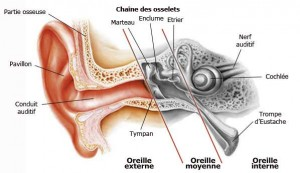 Chaîne des osselets
Partie osseuse
Marteau
Enclume
Etrier
Nerf
auditif
Pavillon
Cochlée
Conduit
auditif
Trompe
d'Eustache
Tympan
Oreille
externe
Oreille
moyenne
Oreille
interne